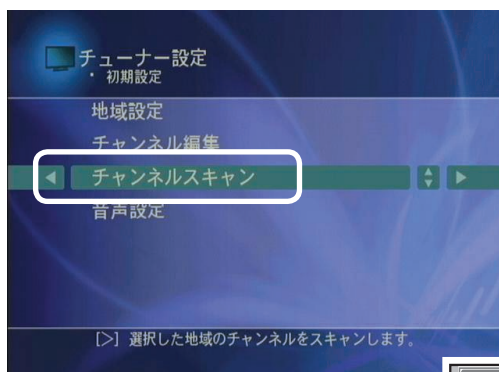 チューナー設定
・ 初期設定
地域設定
チャンネル編集
チャンネルスキャン
音声設定
[▷] 選択した地域のチャンネルをスキャンします。